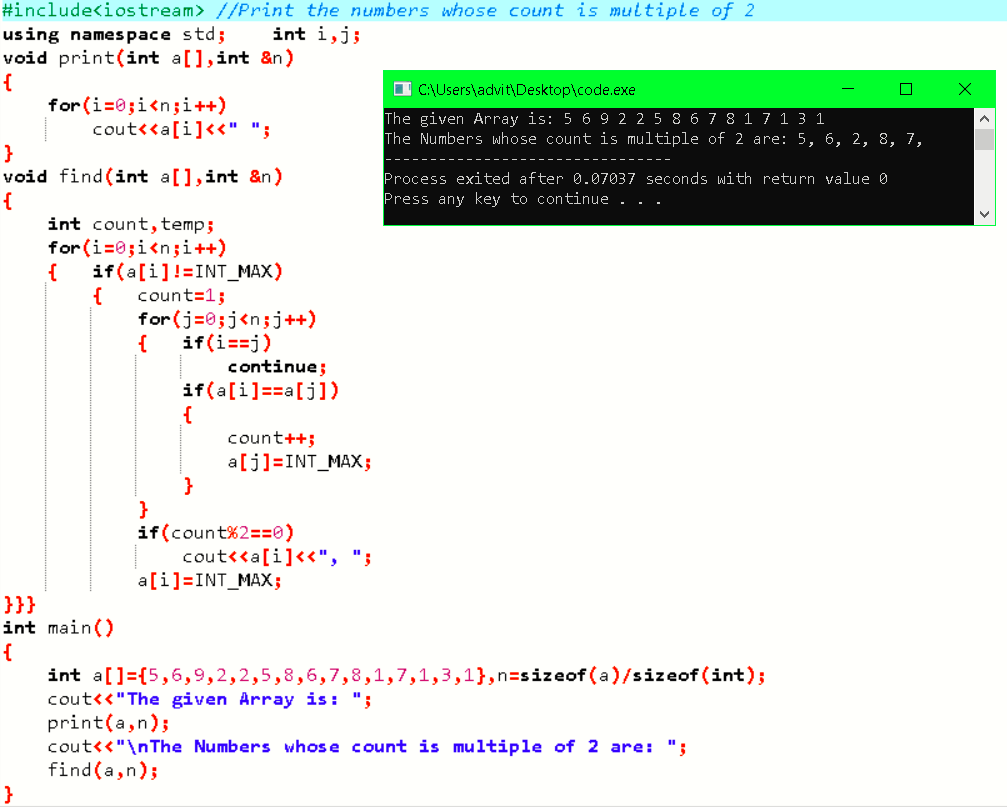 #include<iostream> //Print the numbers whose count is multiple of 2
using namespace std;    int i,j;
void print(int a[],int &n)
{
    for(i=0;i<n;i++)
        cout<<a[i]<<" ";
}
void find(int a[],int &n)
{
    int count,temp;
    for(i=0;i<n;i++)
    {   if(a[i]!=INT_MAX)
        {   count=1;
            for(j=0;j<n;j++)
            {   if(i==j)
                    continue;
                if(a[i]==a[j])
                {
                    count++;
                    a[j]=INT_MAX;
                }
            }
            if(count%2==0)
                cout<<a[i]<<", ";
            a[i]=INT_MAX;
}}}
int main()
{
    int a[]={5,6,9,2,2,5,8,6,7,8,1,7,1,3,1},n=sizeof(a)/sizeof(int);
    cout<<"The given Array is: ";
    print(a,n);
    cout<<"\nThe Numbers whose count is multiple of 2 are: ";
    find(a,n);
}
C:\Users\advit\Desktop\code.exe
The given Array is: 5 6 9 2 2 5 8 6 7 8 1 7 1 3 1
The Numbers whose count is multiple of 2 are: 5, 6, 2, 8, 7,
--------------------------------
Process exited after 0.07037 seconds with return value 0
Press any key to continue . . .